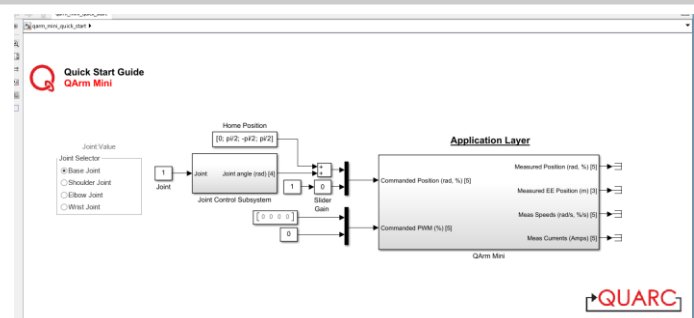 qarm_mini_quick_start
Quick Start Guide
QArm Mini
Joint Value
Joint Selector
Base Joint
Shoulder Joint
Elbow Joint
Wrist Joint
Home Position
[0; pi/2; -pi/2; pi/2]
1
Joint
Joint
Joint angle (rad) [4]
Joint Control Subsystem
+
+
1
0
Slider
Gain
[ 0 0 0 0 ]
0
Application Layer
Commanded Position (rad, %) [5]
Commanded PWM (%) [5]
Measured Position (rad, %) [5]
Measured EE Position (m) [3]
Meas Speeds (rad/s, %/s) [5]
Meas Currents (Amps) [5]
QArm Mini
QUARC